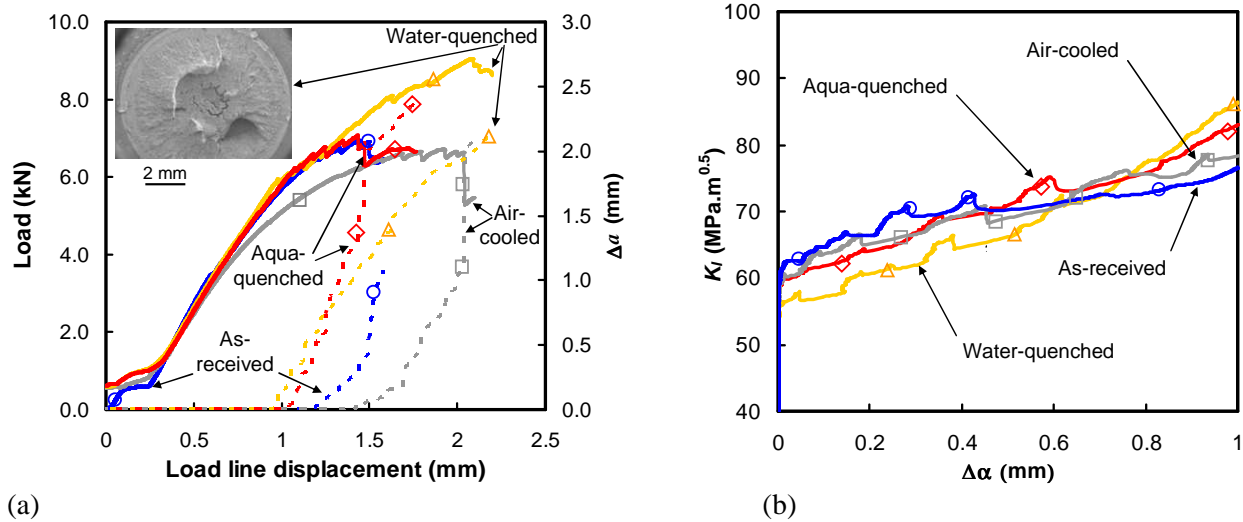 10.0
8.0
6.0
4.0
2.0
0.0
Load (kN)
3.0
2.5
2.0
1.5
1.0
0.5
0.0
Δa (mm)
0
0.5
1
1.5
2
2.5
Load line displacement (mm)
2 mm
Water-quenched
Aqua-
quenched
Air-
cooled
As-
received
(a)
100
90
80
70
60
50
40
K_I (MPa.m^0.5)
0
0.2
0.4
0.6
0.8
1
Δα (mm)
Air-cooled
Aqua-quenched
As-received
Water-quenched
(b)